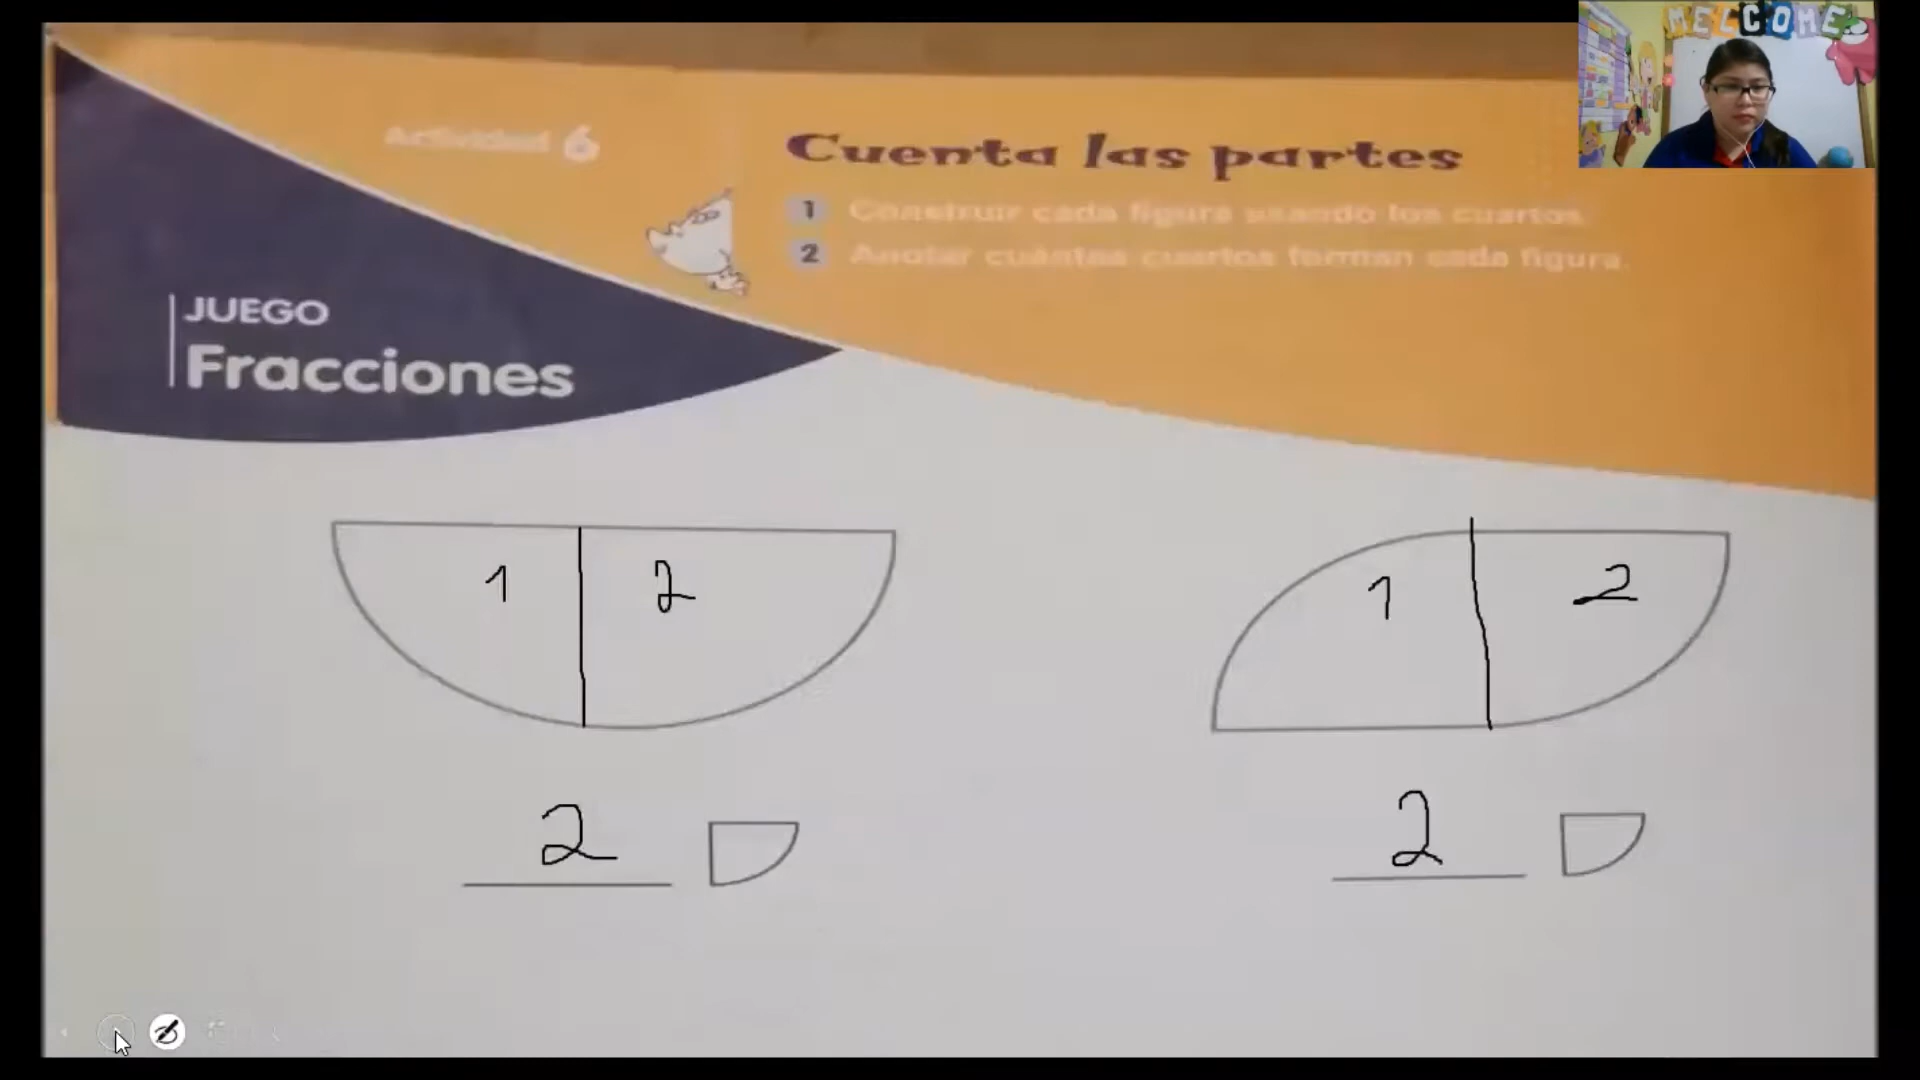 WELCOME
Actividad 6
Cuenta las partes
1 Construir cada figura usando los cuartos.
2 Anotar cuántos cuartos forman cada figura.
JUEGO
Fracciones
1 2
1 2
2
2